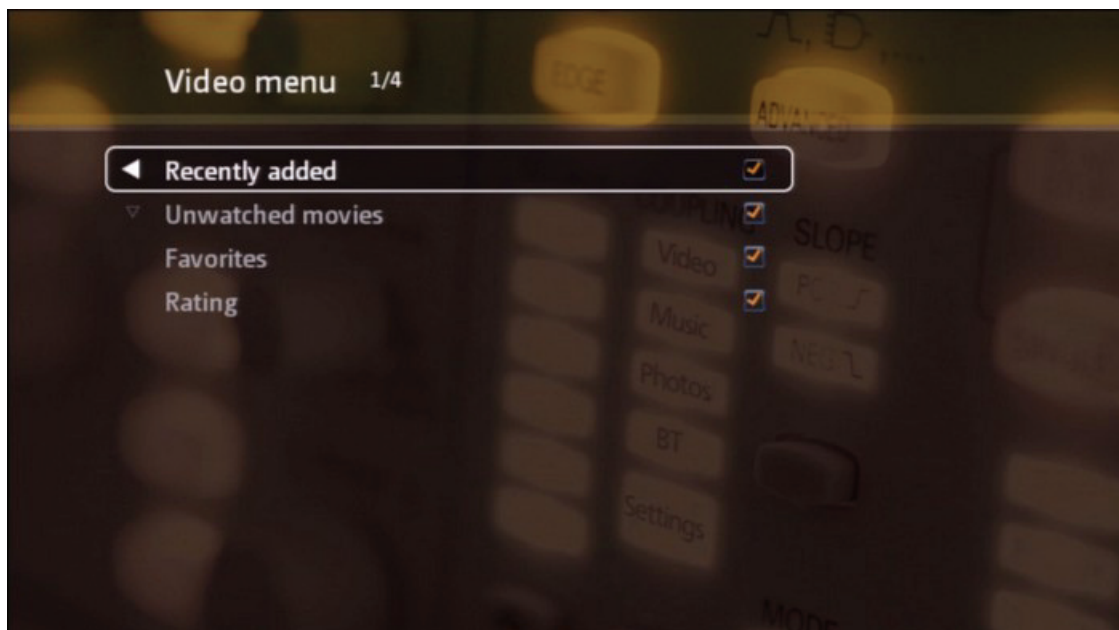 EDGE
ADVANCED
Video menu 1/4
Recently added
Unwatched movies
Favorites
Rating
COUPLING
SLOPE
Video
Music
Photos
BT
Settings
MODE